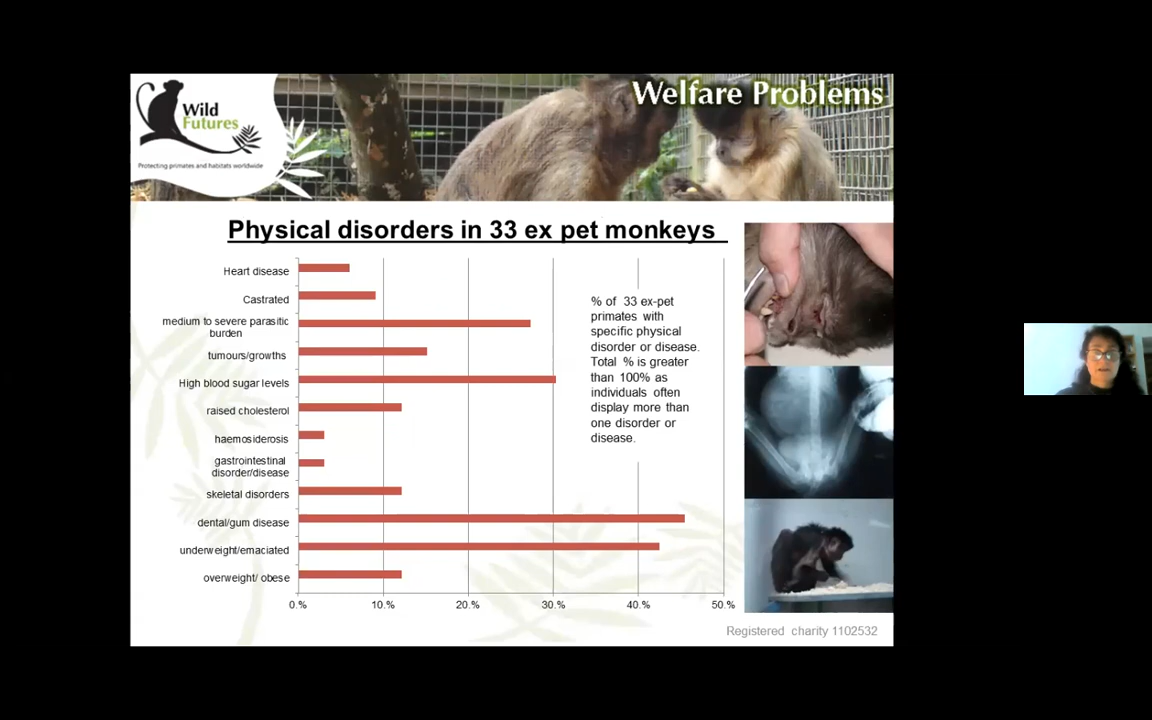 Wild
Futures
Protecting primates and habitats worldwide
Welfare Problems
Physical disorders in 33 ex pet monkeys
Heart disease
Castrated
medium to severe parasitic
burden
tumours/growths
High blood sugar levels
raised cholesterol
haemosiderosis
gastrointestinal
disorder/disease
skeletal disorders
dental/gum disease
underweight/emaciated
overweight/ obese
0.%
10.%
20.%
30.%
40.%
50.%
% of 33 ex-pet
primates with
specific physical
disorder or disease.
Total % is greater
than 100% as
individuals often
display more than
one disorder or
disease.
Registered charity 1102532